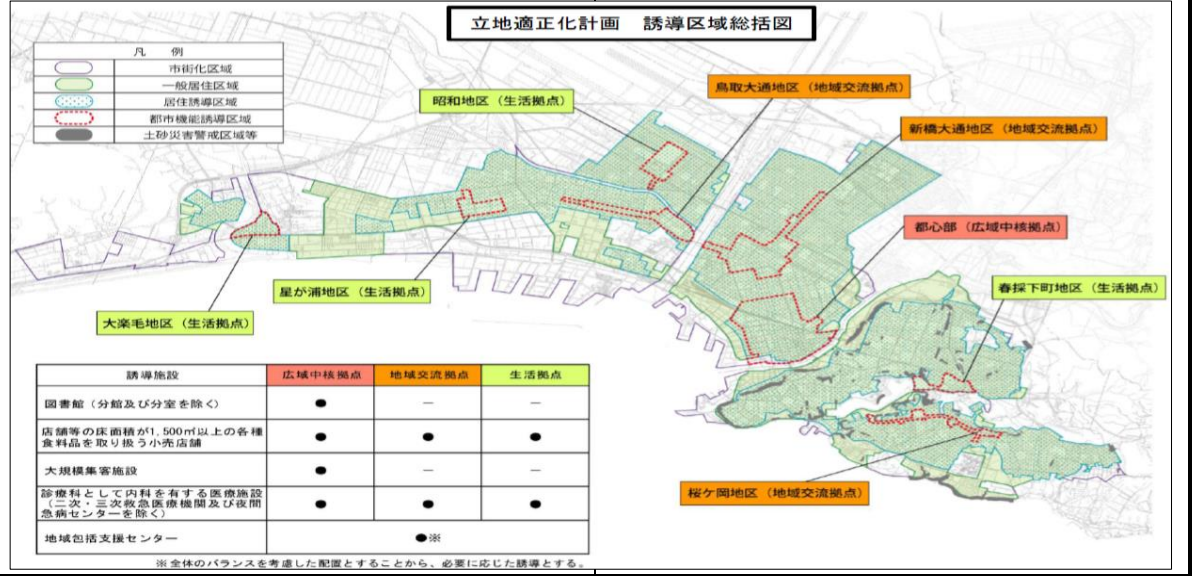 立地適正化計画　誘導区域総括図
凡　例
市街化区域
一般居住区域
居住誘導区域
都市機能誘導区域
土砂災害警戒区域等
昭和地区（生活拠点）
鳥取大通地区（地域交流拠点）
新橋大通地区（地域交流拠点）
都心部（広域中核拠点）
春採下町地区（生活拠点）
星が浦地区（生活拠点）
大楽毛地区（生活拠点）
桜ケ岡地区（地域交流拠点）
誘導施設 広域中核拠点 地域交流拠点 生活拠点
図書館（分館及び分室を除く） ● － －
店舗等の床面積が1,500㎡以上の各種
食料品を取り扱う小売店舗 ● ● ●
大規模集客施設 ● － －
診療科として内科を有する医療施設
（二次・三次救急医療機関及び夜間
急病センターを除く） ● ● ●
地域包括支援センター ●※
※全体のバランスを考慮した配置とすることから、必要に応じた誘導とする。